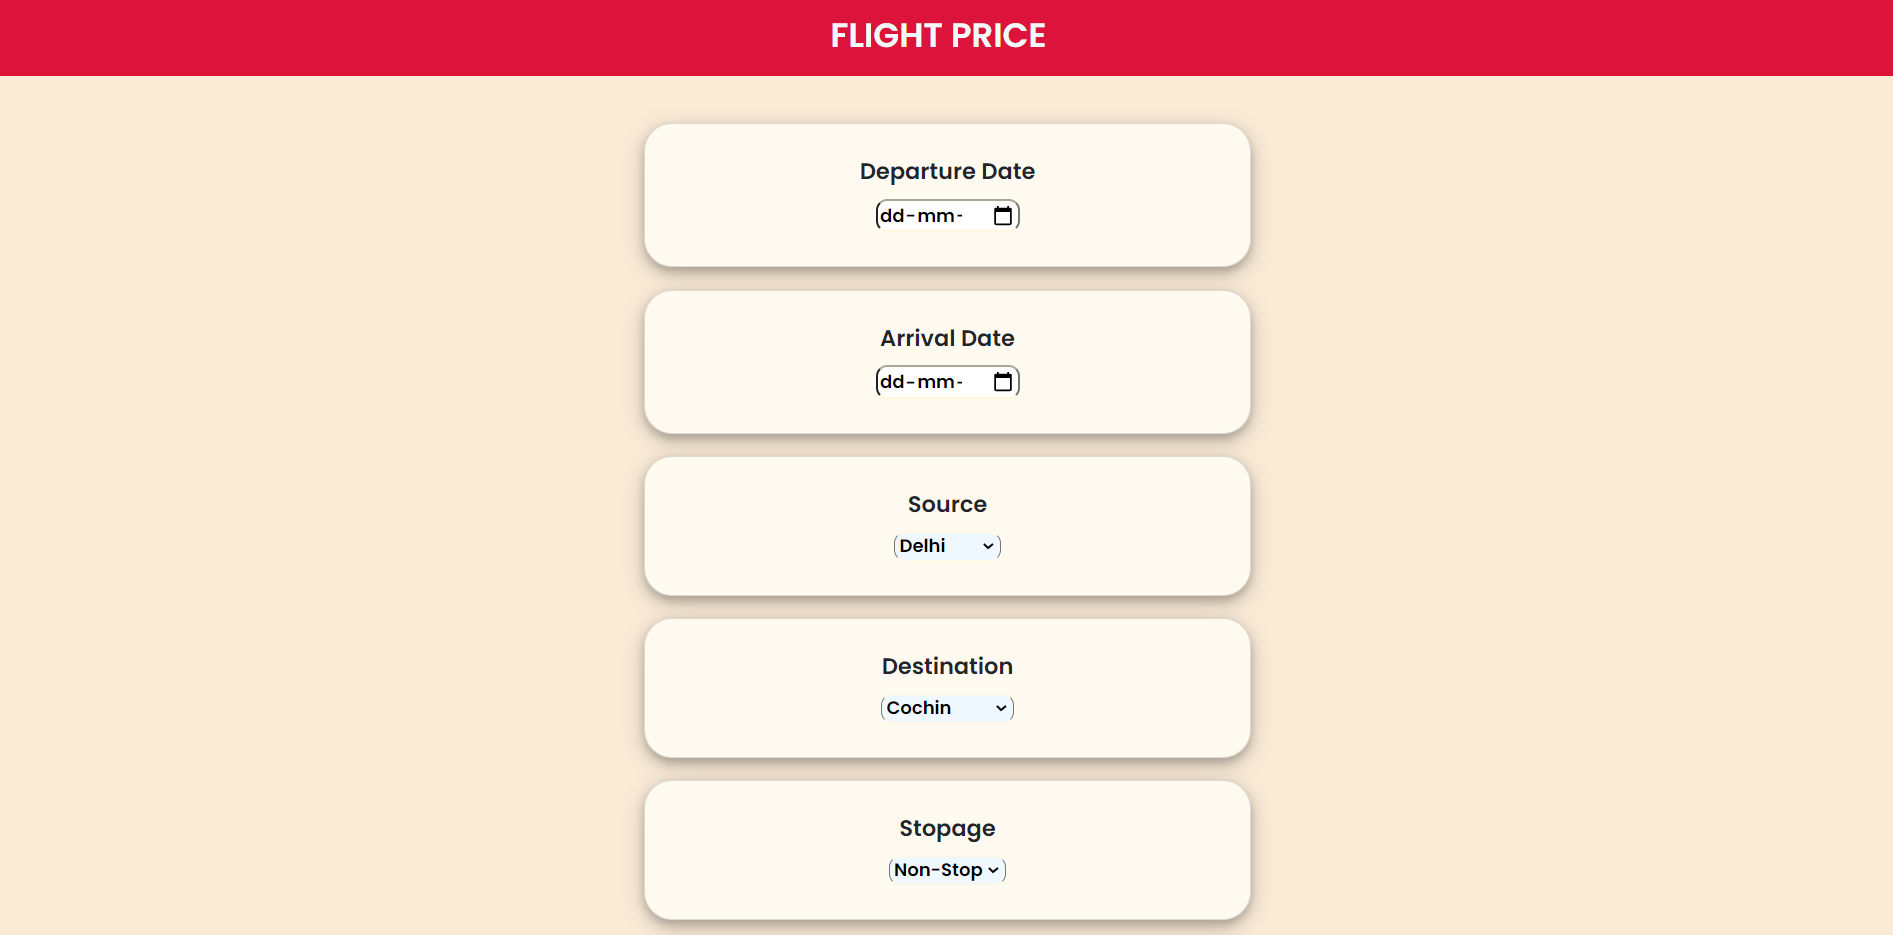 FLIGHT PRICE
Departure Date
dd-mm-
Arrival Date
dd-mm-
Source
Delhi
Destination
Cochin
Stopage
Non-Stop